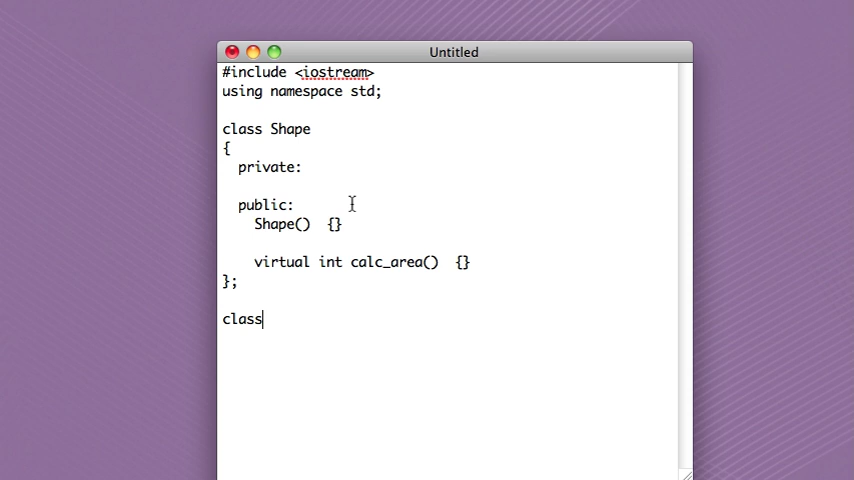 Untitled
#include <iostream>
using namespace std;
class Shape
{
private:
public:
Shape()  {}
virtual int calc_area()  {}
};
class